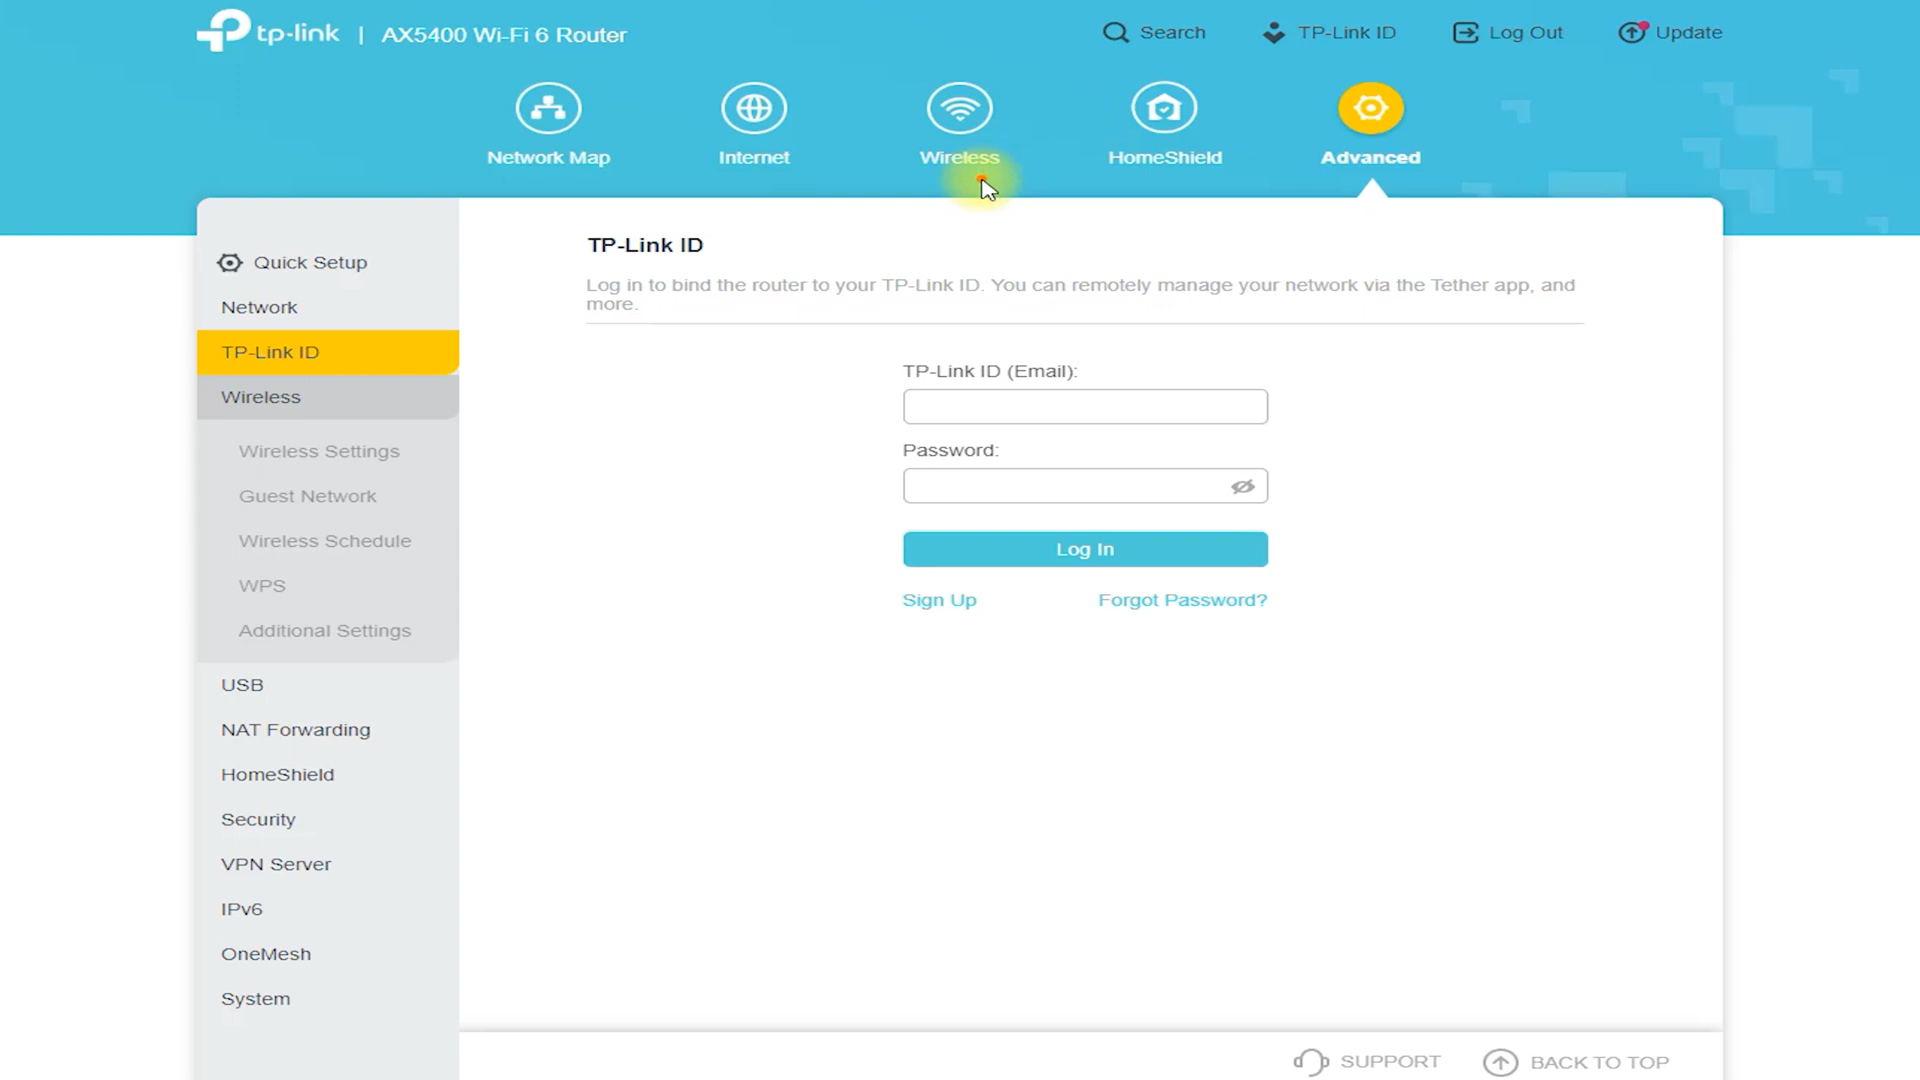 tp-link | AX5400 Wi-Fi 6 Router
Search
TP-Link ID
Log Out
Update
Network Map
Internet
Wireless
HomeShield
Advanced
Quick Setup
Network
TP-Link ID
Wireless
Wireless Settings
Guest Network
Wireless Schedule
WPS
Additional Settings
USB
NAT Forwarding
HomeShield
Security
VPN Server
IPv6
OneMesh
System
TP-Link ID
Log in to bind the router to your TP-Link ID. You can remotely manage your network via the Tether app, and
more.
TP-Link ID (Email):
Password:
Log In
Sign Up
Forgot Password?
SUPPORT
BACK TO TOP